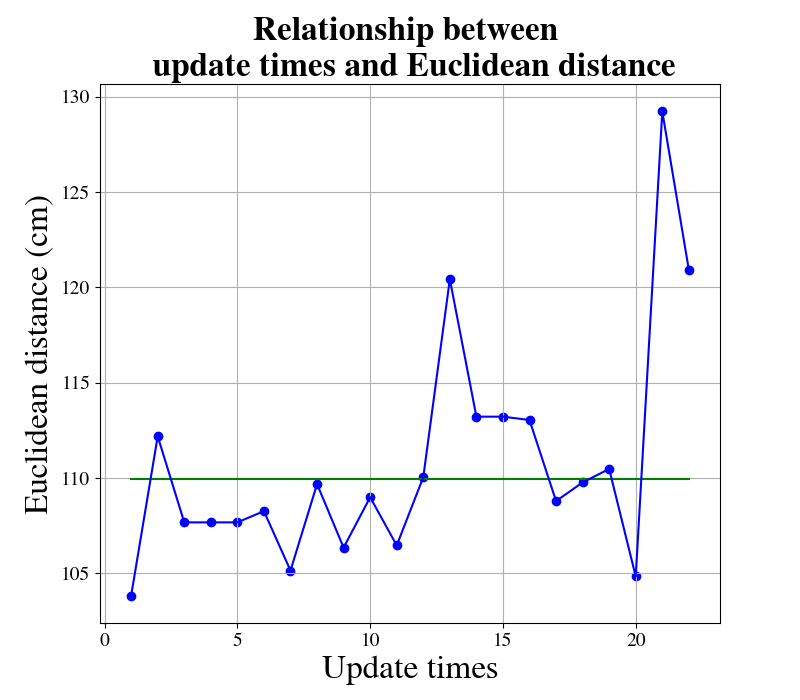 Relationship between
update times and Euclidean distance
Euclidean distance (cm)
130
125
120
115
110
105
0 5 10 15 20
Update times